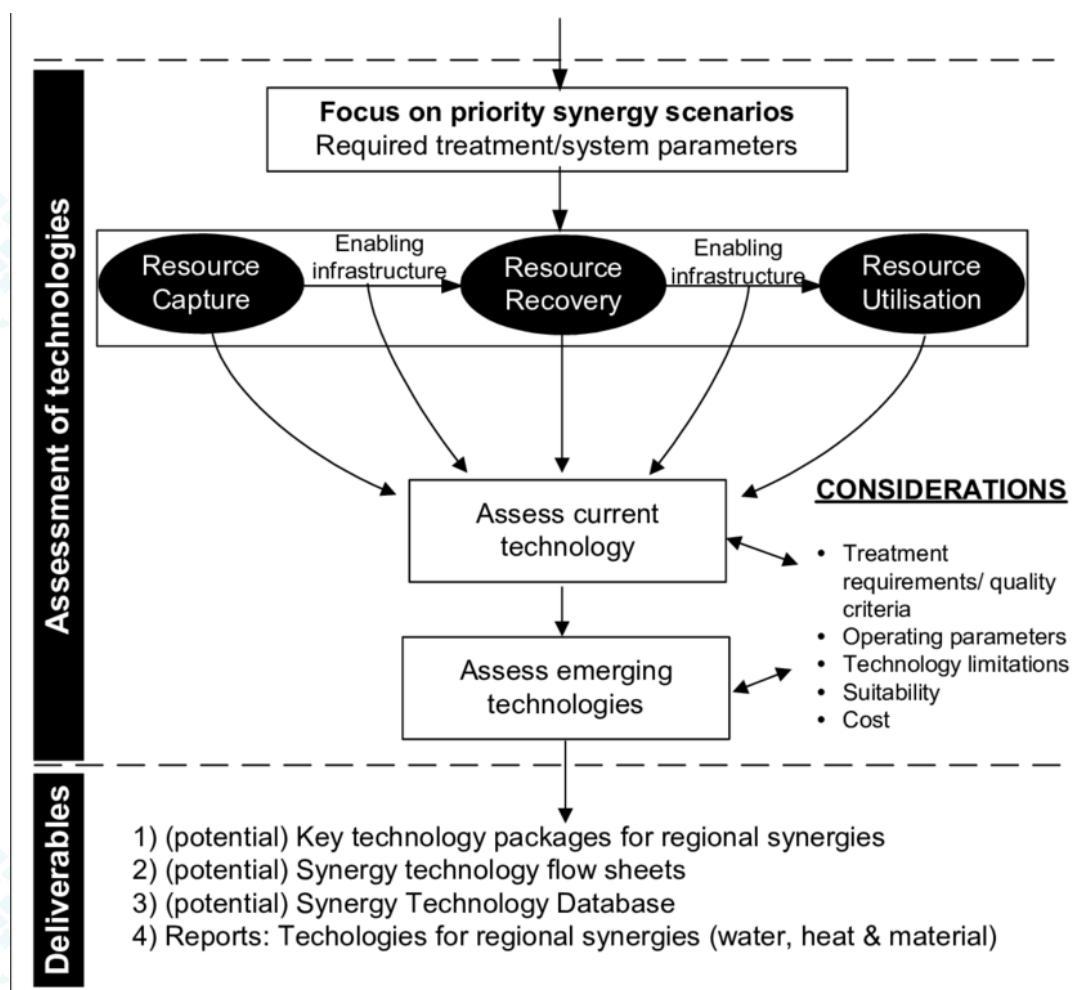 Assessment of technologies
Focus on priority synergy scenarios
Required treatment/system parameters
Resource
Capture
Enabling
infrastructure
Resource
Recovery
Enabling
infrastructure
Resource
Utilisation
Assess current
technology
CONSIDERATIONS
• Treatment
requirements/ quality
criteria
• Operating parameters
• Technology limitations
• Suitability
• Cost
Assess emerging
technologies
Deliverables
1) (potential) Key technology packages for regional synergies
2) (potential) Synergy technology flow sheets
3) (potential) Synergy Technology Database
4) Reports: Techologies for regional synergies (water, heat & material)